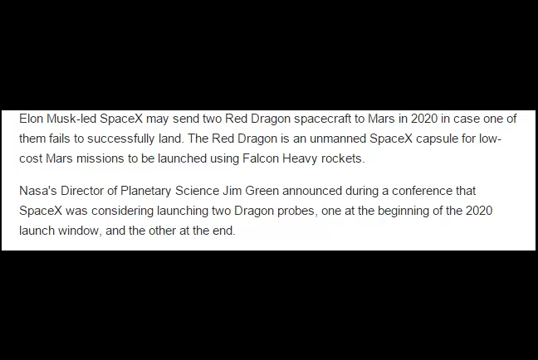 Elon Musk-led SpaceX may send two Red Dragon spacecraft to Mars in 2020 in case one of
them fails to successfully land. The Red Dragon is an unmanned SpaceX capsule for low-
cost Mars missions to be launched using Falcon Heavy rockets.
Nasa's Director of Planetary Science Jim Green announced during a conference that
SpaceX was considering launching two Dragon probes, one at the beginning of the 2020
launch window, and the other at the end.